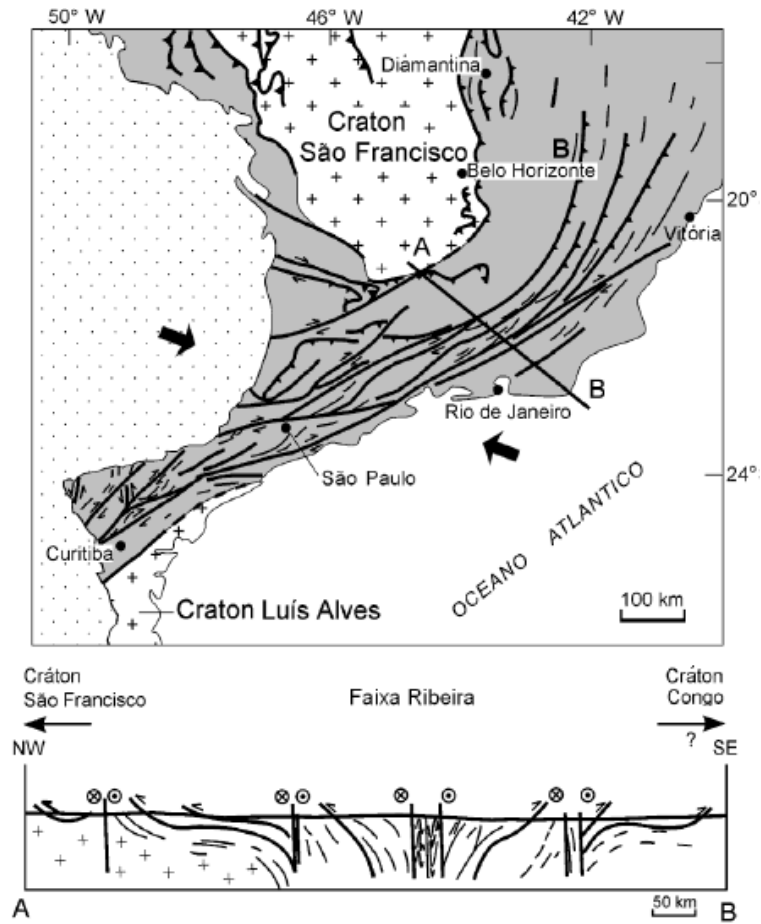 50° W
46° W
42° W
Diamantina
Craton
São Francisco
B
Belo Horizonte
20°
Vitória
A
B
Rio de Janeiro
São Paulo
24°
Curitiba
OCEANO ATLANTICO
100 km
Craton Luís Alves
Cráton
São Francisco
Faixa Ribeira
Cráton
Congo
?
NW
SE
A
50 km
B